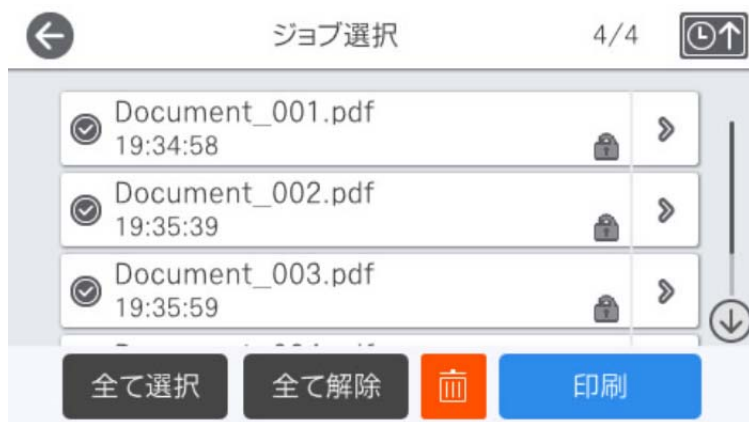 ジョブ選択 4/4
Document_001.pdf
19:34:58
Document_002.pdf
19:35:39
Document_003.pdf
19:35:59
全て選択 全て解除 印刷